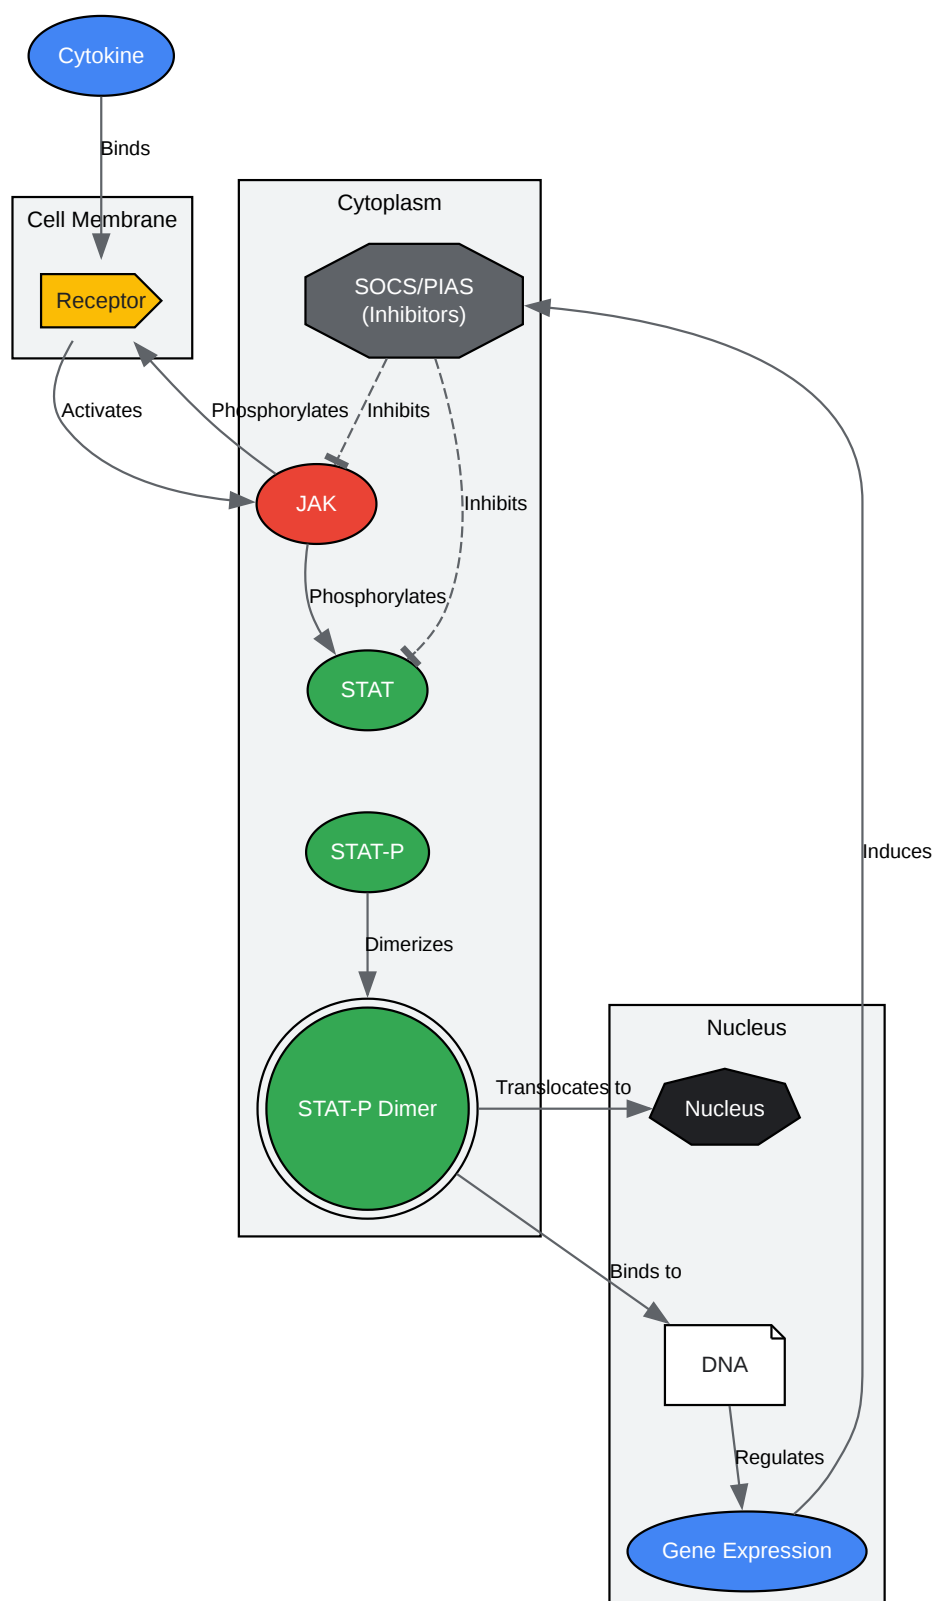 Cytokine
Binds
Cell Membrane
Receptor
Cytoplasm
SOCS/PIAS
(Inhibitors)
Activates
Phosphorylates
Inhibits
JAK
Inhibits
Phosphorylates
STAT
STAT-P
Induces
Dimerizes
Nucleus
Translocates to
Nucleus
STAT-P Dimer
Binds to
DNA
Regulates
Gene Expression